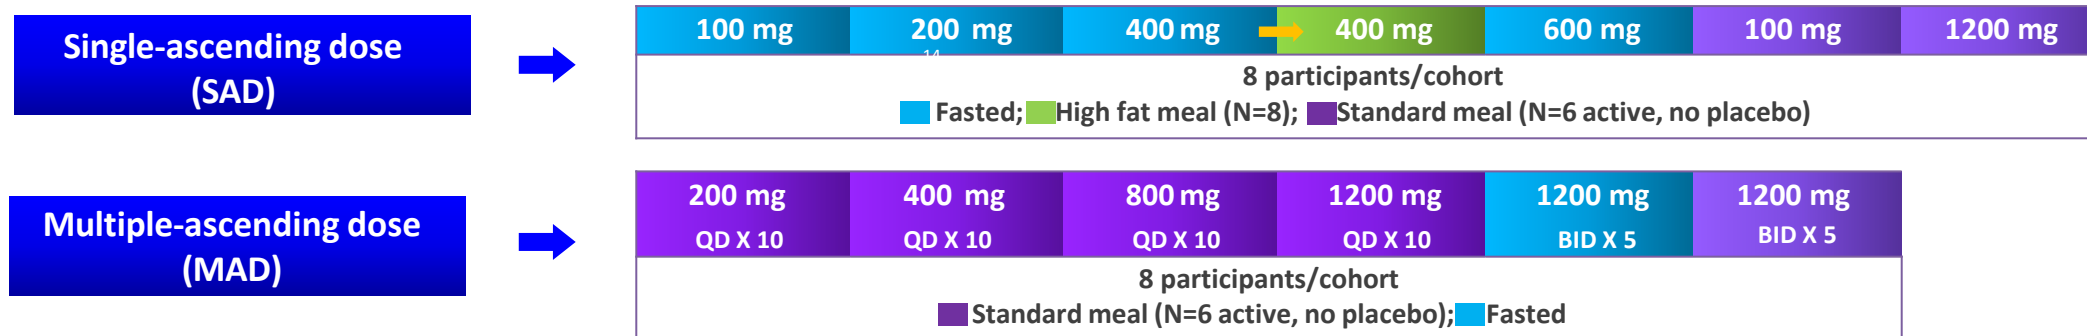 Single-ascending dose
(SAD)
100 mg 200 mg 400 mg 400 mg 600 mg 100 mg 1200 mg
14
8 participants/cohort
Fasted; High fat meal (N=8); Standard meal (N=6 active, no placebo)
Multiple-ascending dose
(MAD)
200 mg 400 mg 800 mg 1200 mg 1200 mg 1200 mg
QD X 10 QD X 10 QD X 10 QD X 10 BID X 5 BID X 5
8 participants/cohort
Standard meal (N=6 active, no placebo); Fasted